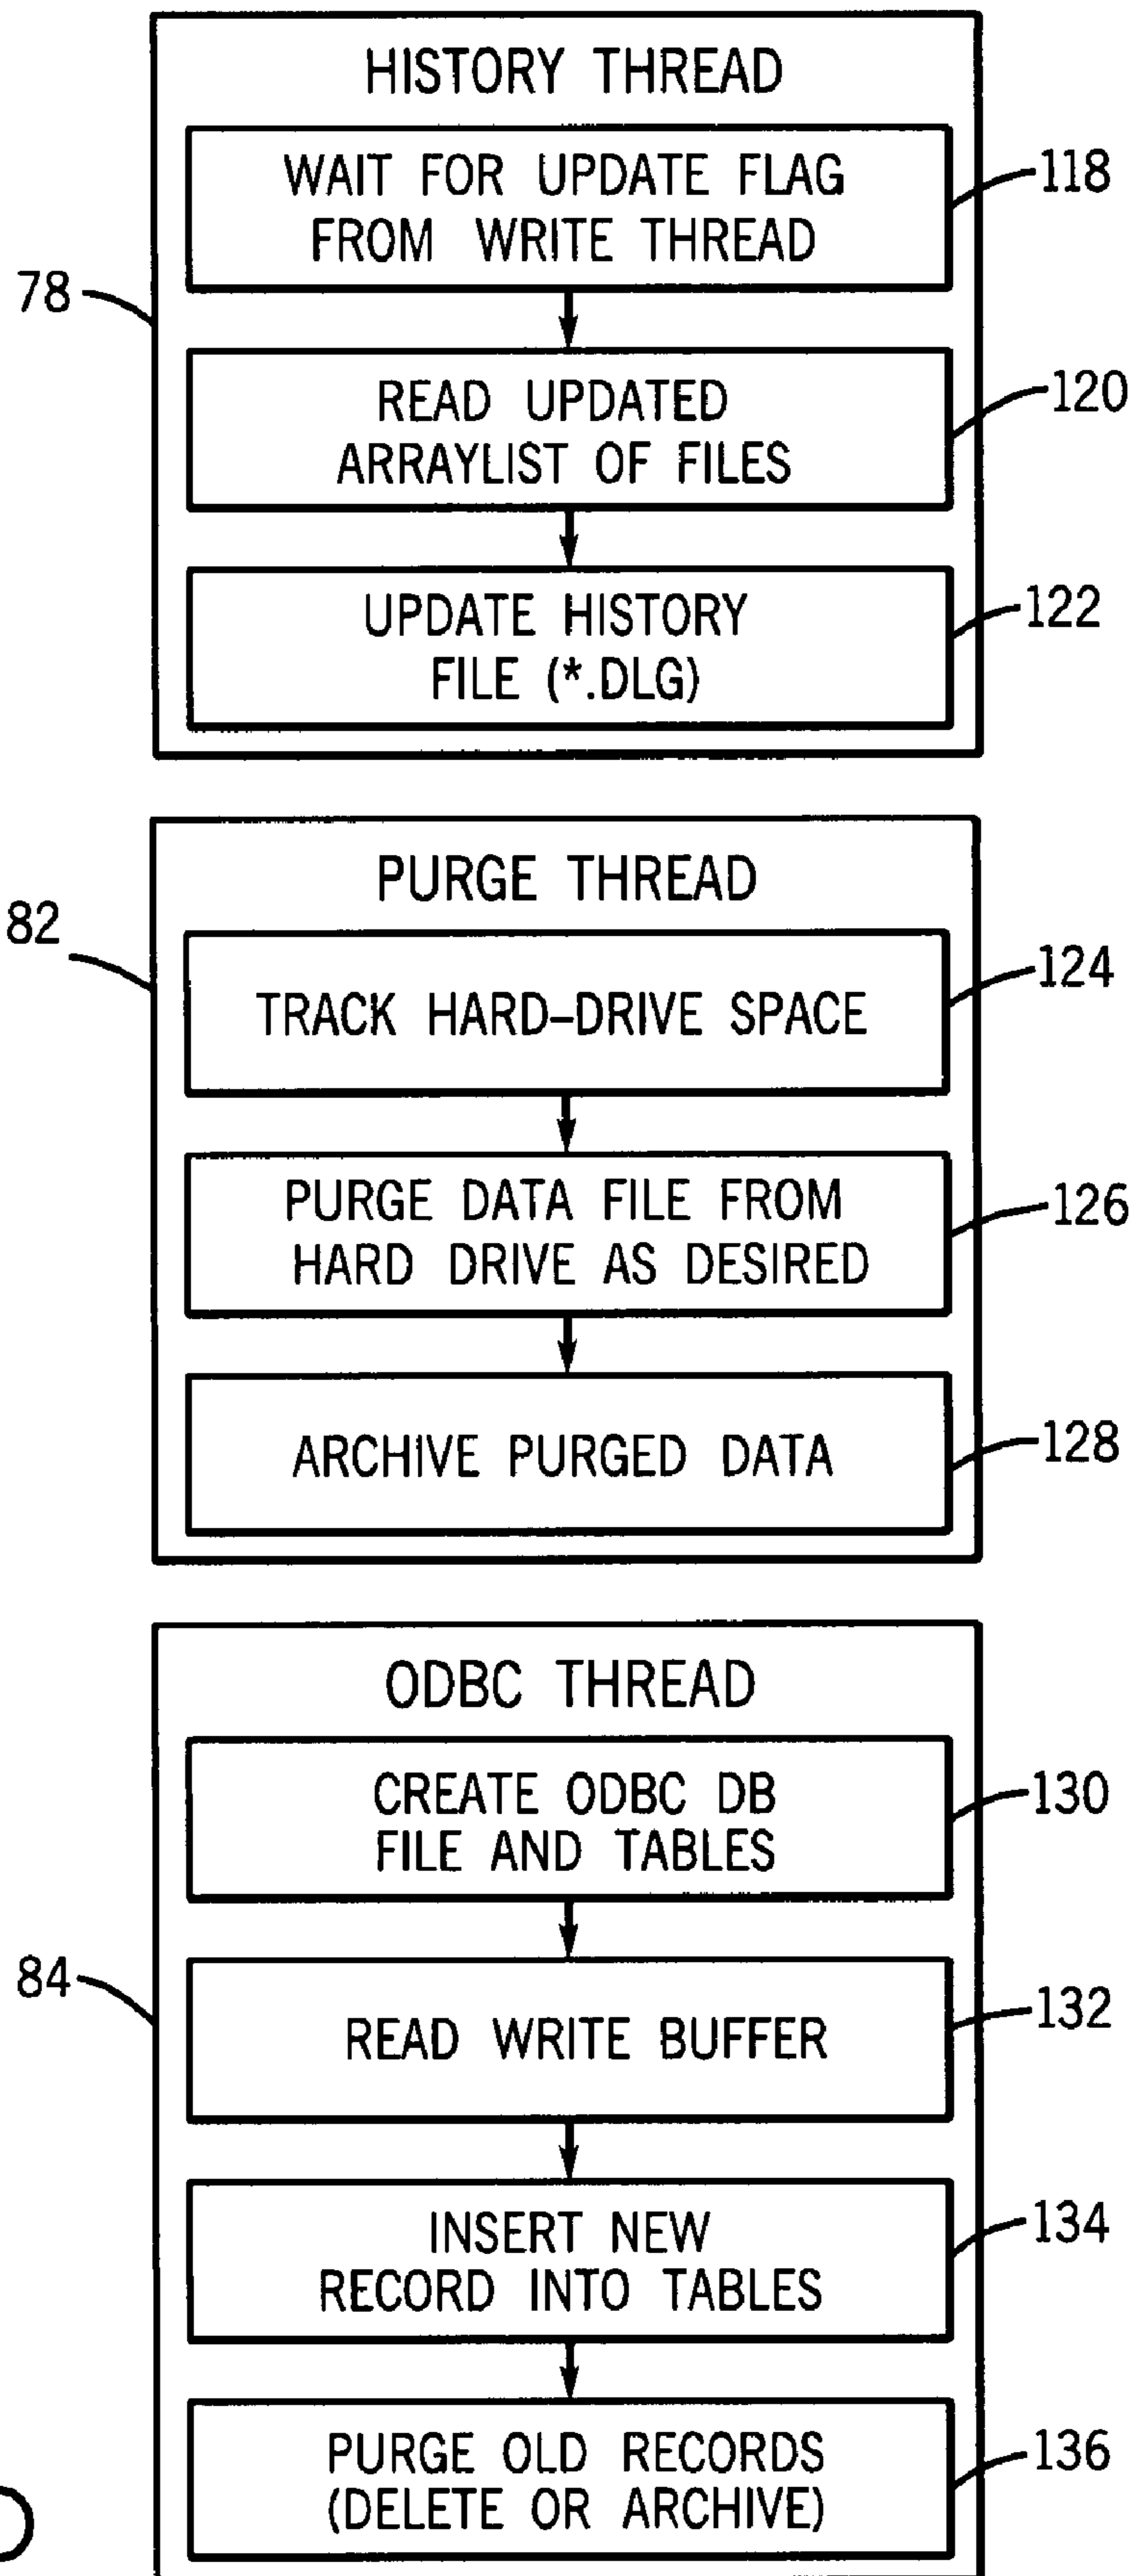 HISTORY THREAD
WAIT FOR UPDATE FLAG
FROM WRITE THREAD
118
78
READ UPDATED
ARRAYLIST OF FILES
120
UPDATE HISTORY
FILE (*.DLG)
122
PURGE THREAD
82
TRACK HARD-DRIVE SPACE
124
PURGE DATA FILE FROM
HARD DRIVE AS DESIRED
126
ARCHIVE PURGED DATA
128
ODBC THREAD
CREATE ODBC DB
FILE AND TABLES
130
84
READ WRITE BUFFER
132
INSERT NEW
RECORD INTO TABLES
134
PURGE OLD RECORDS
(DELETE OR ARCHIVE)
136